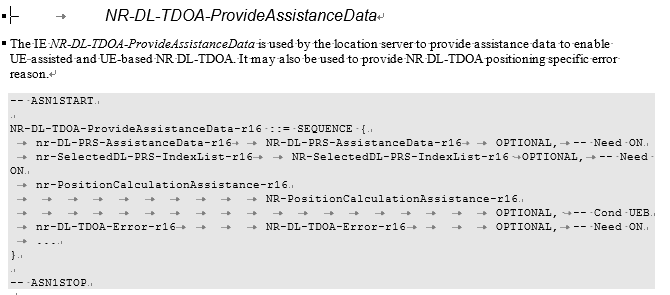 – NR-DL-TDOA-ProvideAssistanceData
The IE NR-DL-TDOA-ProvideAssistanceData is used by the location server to provide assistance data to enable
UE-assisted and UE-based NR DL-TDOA. It may also be used to provide NR DL-TDOA positioning specific error
reason.
-- ASN1START
NR-DL-TDOA-ProvideAssistanceData-r16 ::= SEQUENCE {
nr-DL-PRS-AssistanceData-r16 NR-DL-PRS-AssistanceData-r16 OPTIONAL, -- Need ON
nr-SelectedDL-PRS-IndexList-r16 NR-SelectedDL-PRS-IndexList-r16 OPTIONAL, -- Need
ON
nr-PositionCalculationAssistance-r16
NR-PositionCalculationAssistance-r16
OPTIONAL, -- Cond UEB
nr-DL-TDOA-Error-r16 NR-DL-TDOA-Error-r16 OPTIONAL, -- Need ON
...
}
-- ASN1STOP